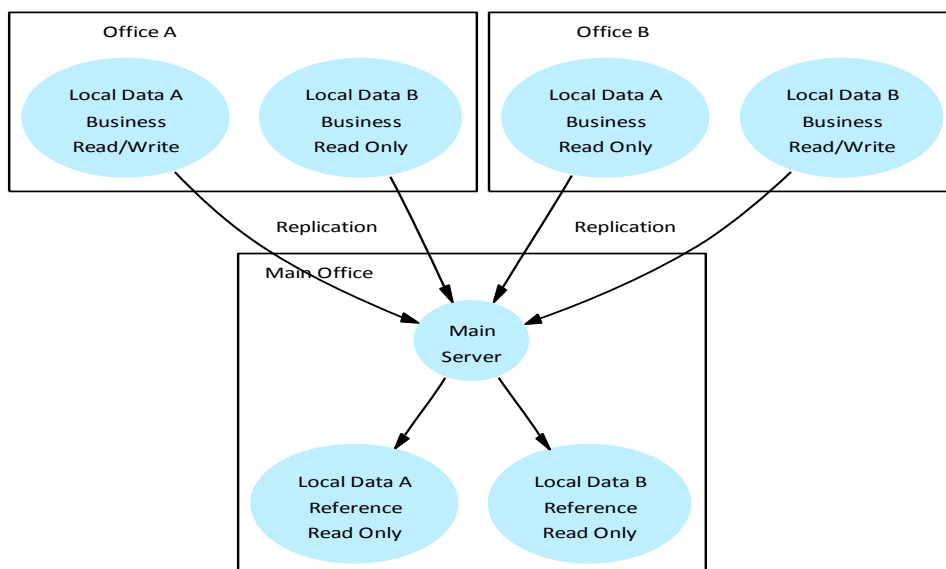 Office A
Office B
Local Data A
Business
Read/Write
Local Data B
Business
Read Only
Local Data A
Business
Read Only
Local Data B
Business
Read/Write
Replication
Replication
Main Office
Main
Server
Local Data A
Reference
Read Only
Local Data B
Reference
Read Only